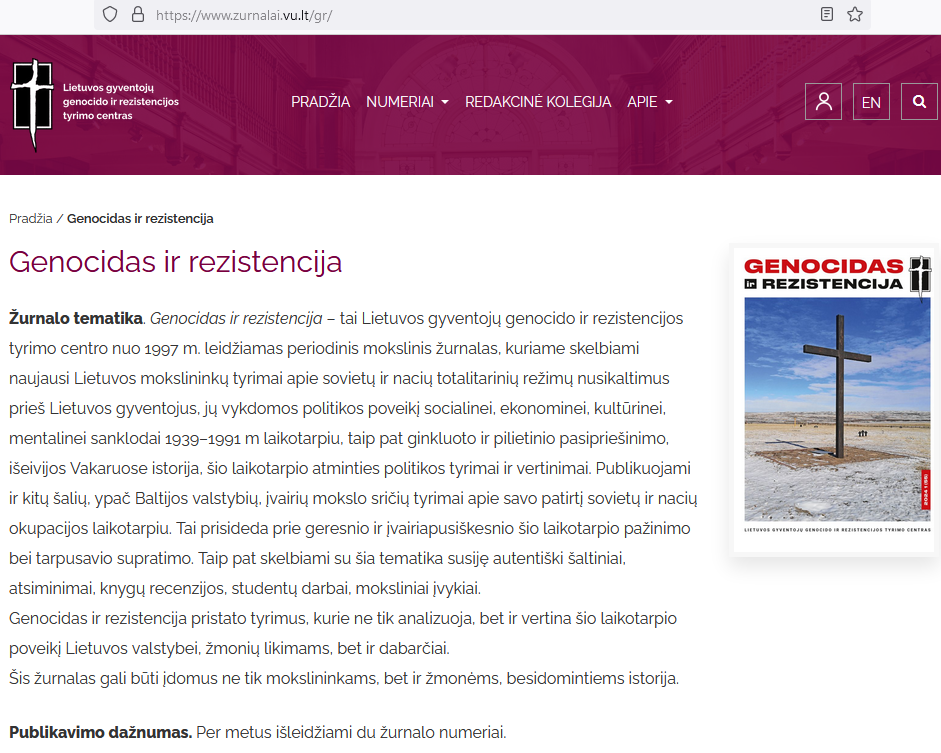 https://www.zurnalai.vu.lt/gr/
Lietuvos gyventojų
genocido ir rezistencijos
tyrimo centras
PRADŽIA NUMERIAI REDAKCINĖ KOLEGIJA APIE
EN
Pradžia / Genocidas ir rezistencija
Genocidas ir rezistencija
GENOCIDAS
IR REZISTENCIJA
2024 1 (55)
LIETUVOS GYVENTOJŲ GENOCIDO IR REZISTENCIJOS TYRIMO CENTRAS
Žurnalo tematika. Genocidas ir rezistencija – tai Lietuvos gyventojų genocido ir rezistencijos
tyrimo centro nuo 1997 m. leidžiamas periodinis mokslinis žurnalas, kuriame skelbiami
naujausi Lietuvos mokslininkų tyrimai apie sovietų ir nacių totalitarinių režimų nusikaltimus
prieš Lietuvos gyventojus, jų vykdomos politikos poveikį socialinei, ekonominei, kultūrinei,
mentalinei sanklodai 1939–1991 m laikotarpiu, taip pat ginkluoto ir pilietinio pasipriešinimo,
išeivijos Vakaruose istorija, šio laikotarpio atminties politikos tyrimai ir vertinimai. Publikuojami
ir kitų šalių, ypač Baltijos valstybių, įvairių mokslo sričių tyrimai apie savo patirtį sovietų ir nacių
okupacijos laikotarpiu. Tai prisideda prie geresnio ir įvairiapusiškesnio šio laikotarpio pažinimo
bei tarpusavio supratimo. Taip pat skelbiami su šia tematika susiję autentiški šaltiniai,
atsiminimai, knygų recenzijos, studentų darbai, moksliniai įvykiai.
Genocidas ir rezistencija pristato tyrimus, kurie ne tik analizuoja, bet ir vertina šio laikotarpio
poveikį Lietuvos valstybei, žmonių likimams, bet ir dabarčiai.
Šis žurnalas gali būti įdomus ne tik mokslininkams, bet ir žmonėms, besidomintiems istorija.
Publikavimo dažnumas. Per metus išleidžiami du žurnalo numeriai.